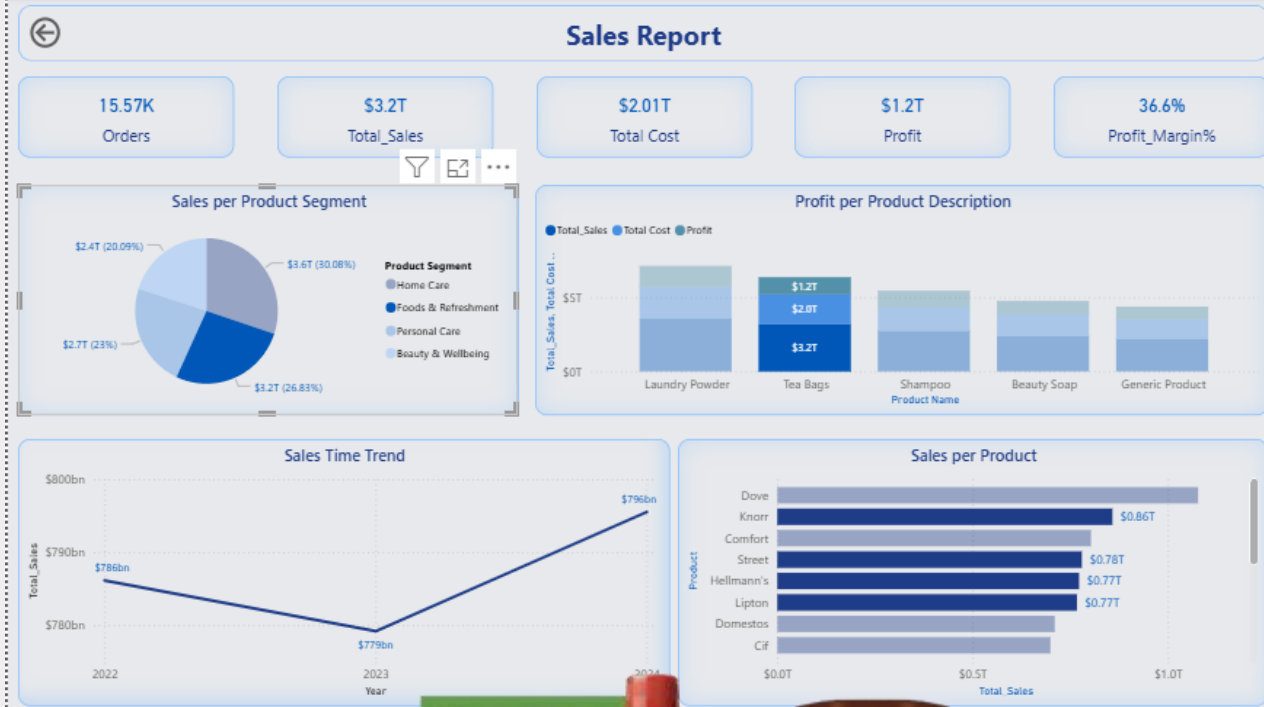 Sales Report
15.57K
Orders
$3.2T
Total_Sales
$2.01T
Total Cost
$1.2T
Profit
36.6%
Profit_Margin%
Sales per Product Segment
$2.4T (20.09%)
$3.6T (30.08%)
$2.7T (23%)
$3.2T (26.83%)
Product Segment
Home Care
Foods & Refreshment
Personal Care
Beauty & Wellbeing
Profit per Product Description
Total_Sales Total Cost Profit
Total_Sales, Total Cost ..
$5T
$0T
$1.2T
$2.0T
$3.2T
Laundry Powder
Tea Bags
Shampoo
Beauty Soap
Generic Product
Product Name
Sales Time Trend
Total_Sales
$800bn
$790bn
$780bn
$786bn
$779bn
$796bn
2022
2023
2024
Year
Sales per Product
Product
Dove
Knorr $0.86T
Comfort
Street $0.78T
Hellmann's $0.77T
Lipton $0.77T
Domestos
Cif
$0.0T
$0.5T
$1.0T
Total_Sales